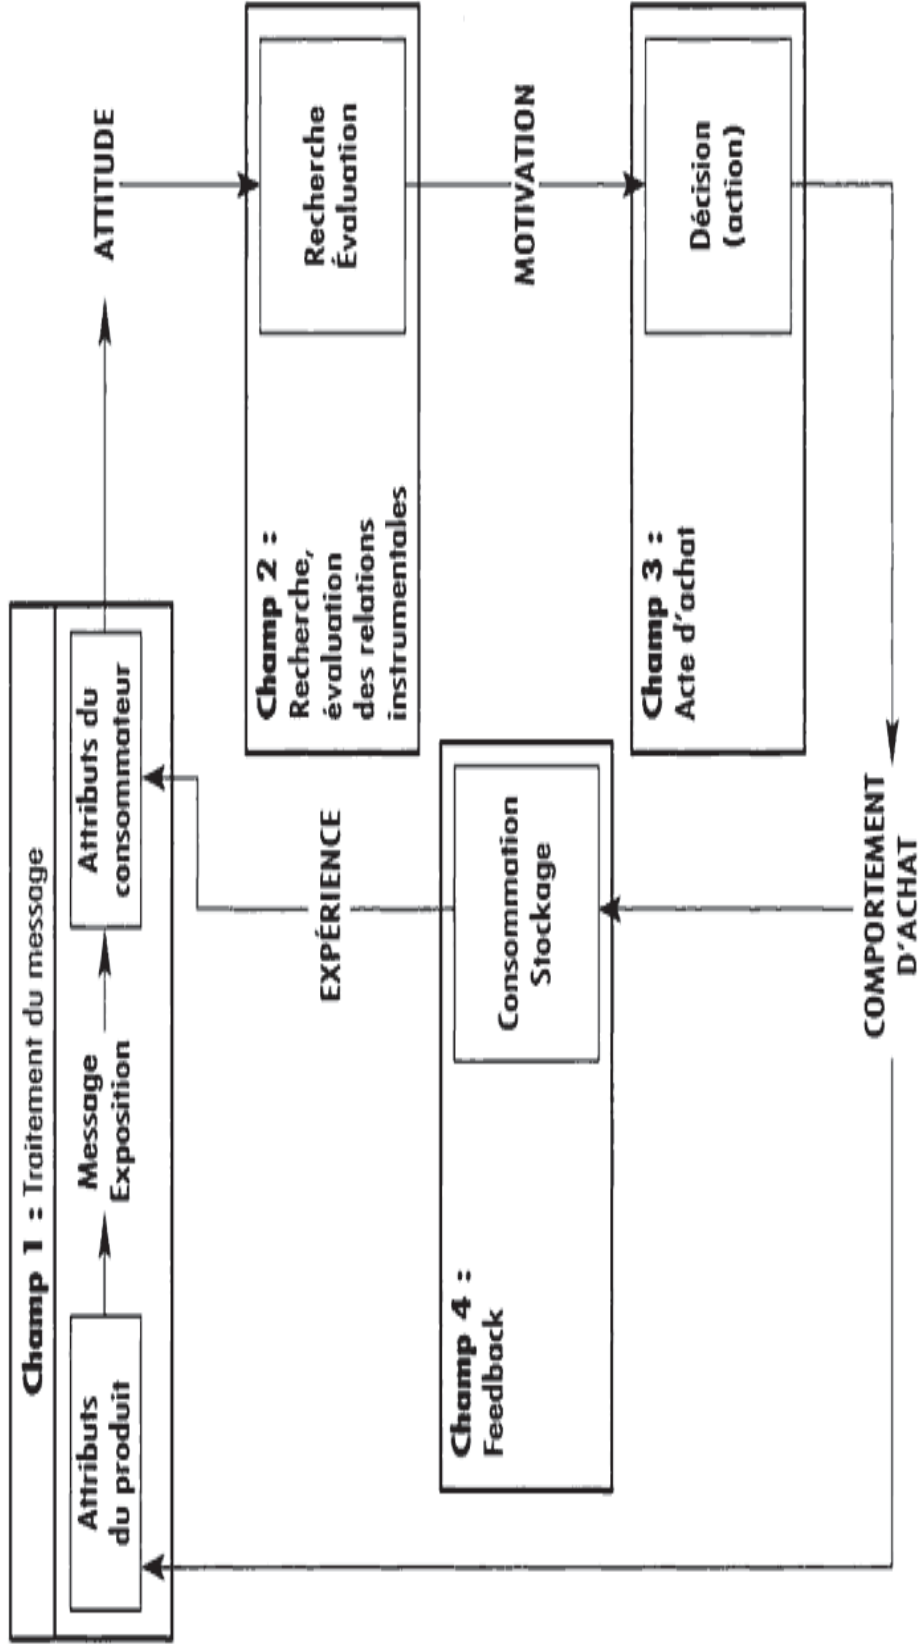 Champ 1 : Traitement du message
Attributs
du produit
Message
Exposition
Attributs du
consommateur
ATTITUDE
Champ 2 :
Recherche,
évaluation
des relations
instrumentales
Recherche
Évaluation
EXPÉRIENCE
MOTIVATION
Champ 4 :
Feedback
Consommation
Stockage
Champ 3 :
Acte d'achat
Décision
(action)
COMPORTEMENT
D'ACHAT